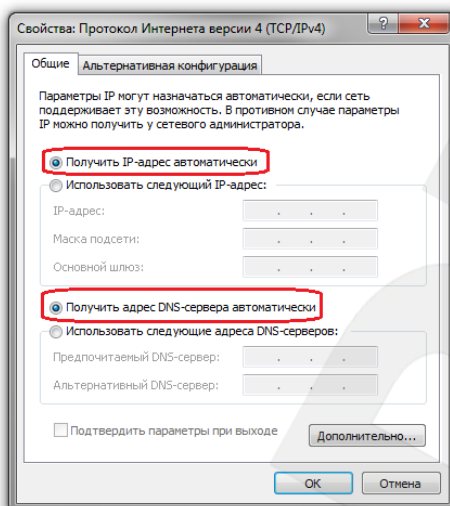 Свойства: Протокол Интернета версии 4 (TCP/IPv4)
Общие
Альтернативная конфигурация
Параметры IP могут назначаться автоматически, если сеть
поддерживает эту возможность. В противном случае параметры
IP можно получить у сетевого администратора.
Получить IP-адрес автоматически
Использовать следующий IP-адрес:
IP-адрес:
Маска подсети:
Основной шлюз:
Получить адрес DNS-сервера автоматически
Использовать следующие адреса DNS-серверов:
Предпочитаемый DNS-сервер:
Альтернативный DNS-сервер:
Подтвердить параметры при выходе
Дополнительно...
OK
Отмена